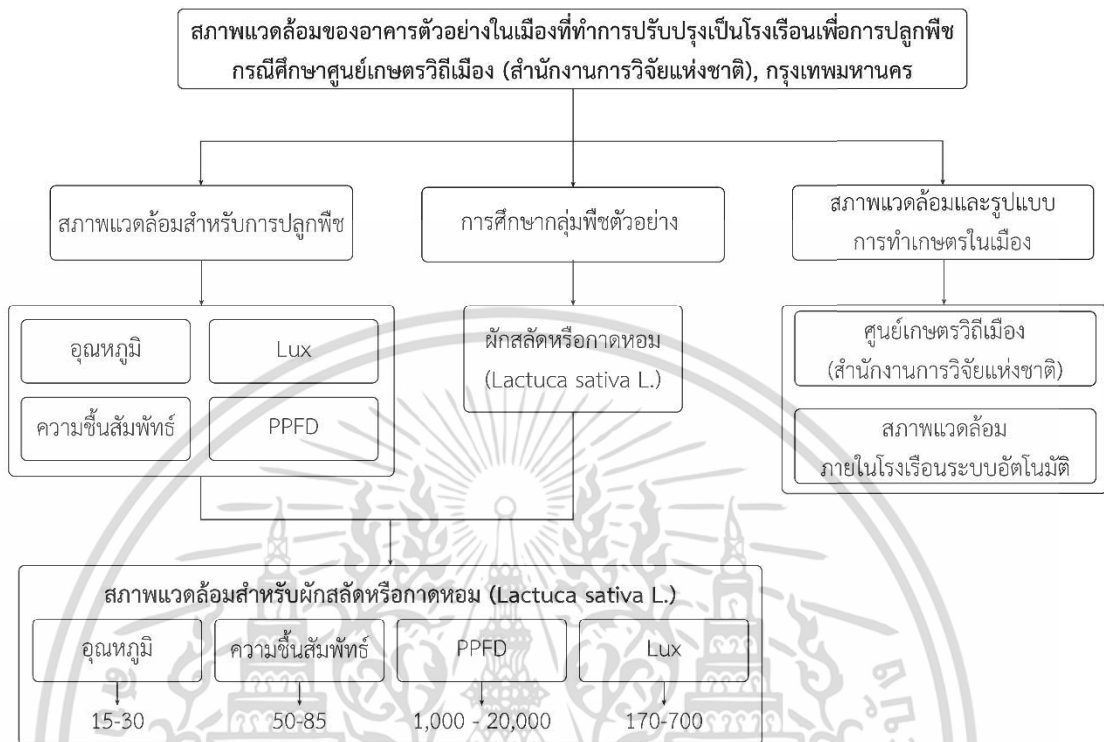 สภาพแวดล้อมของอาคารตัวอย่างในเมืองที่ทำการปรับปรุงเป็นโรงเรือนเพื่อการปลูกพืช
กรณีศึกษาศูนย์เกษตรวิถีเมือง (สำนักงานการวิจัยแห่งชาติ), กรุงเทพมหานคร
สภาพแวดล้อมสำหรับการปลูกพืช
การศึกษากลุ่มพืชตัวอย่าง
สภาพแวดล้อมและรูปแบบ
การทำเกษตรในเมือง
อุณหภูมิ
Lux
ความชื้นสัมพัทธ์
PPFD
ผักสลัดหรือกาดหอม
(Lactuca sativa L.)
ศูนย์เกษตรวิถีเมือง
(สำนักงานการวิจัยแห่งชาติ)
สภาพแวดล้อม
ภายในโรงเรือนระบบอัตโนมัติ
สภาพแวดล้อมสำหรับผักสลัดหรือกาดหอม (Lactuca sativa L.)
อุณหภูมิ
ความชื้นสัมพัทธ์
PPFD
Lux
15-30
50-85
1,000 - 20,000
170-700